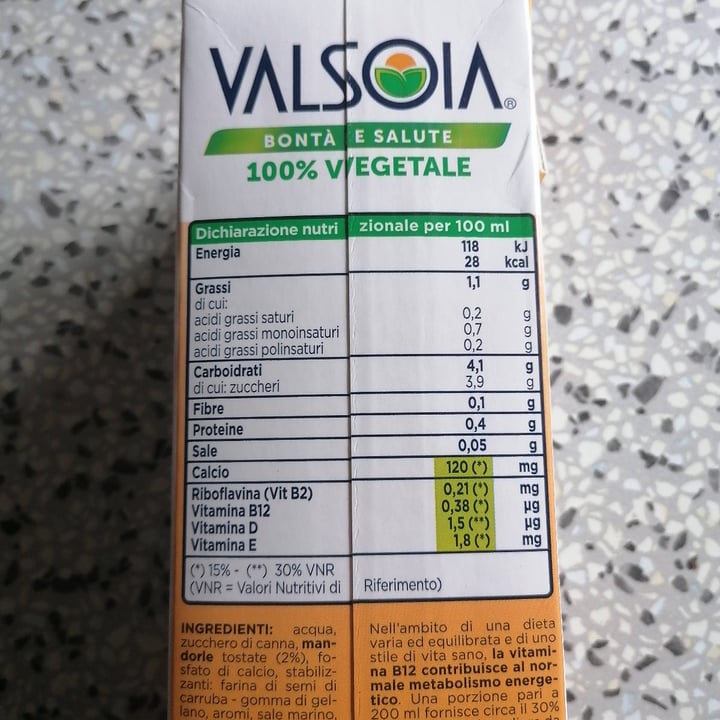 VALSOIA®
BONTÀ E SALUTE
100% VEGETALE
Dichiarazione nutrizionale per 100 ml
Energia 118 kJ
28 kcal
Grassi 1,1 g
di cui:
acidi grassi saturi 0,2 g
acidi grassi monoinsaturi 0,7 g
acidi grassi polinsaturi 0,2 g
Carboidrati 4,1 g
di cui: zuccheri 3,9 g
Fibre 0,1 g
Proteine 0,4 g
Sale 0,05 g
Calcio 120 (*) mg
Riboflavina (Vit B2) 0,21 (*) mg
Vitamina B12 0,38 (*) µg
Vitamina D 1,5 (**) µg
Vitamina E 1,8 (*) mg
(*) 15% - (**) 30% VNR
(VNR = Valori Nutritivi di Riferimento)
INGREDIENTI: acqua,
zucchero di canna, man-
dorle tostate (2%), fo-
sfato di calcio, stabiliz-
zanti: farina di semi di
carruba - gomma di gel-
lano, aromi, sale marino,
Nell'ambito di una dieta
varia ed equilibrata e di uno
stile di vita sano, la vitami-
na B12 contribuisce al nor-
male metabolismo energe-
tico. Una porzione pari a
200 ml fornisce circa il 30%